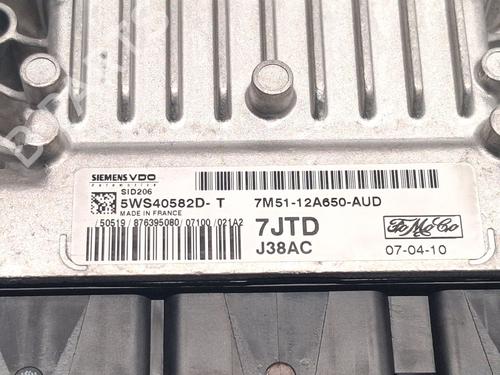 SIEMENS VDO
Automotive
SID206
5WS40582D- T 7M51-12A650-AUD
MADE IN FRANCE
/50519 /876395080 /07100 /021A2
7JTD
J38AC
FoMoCo
07-04-10